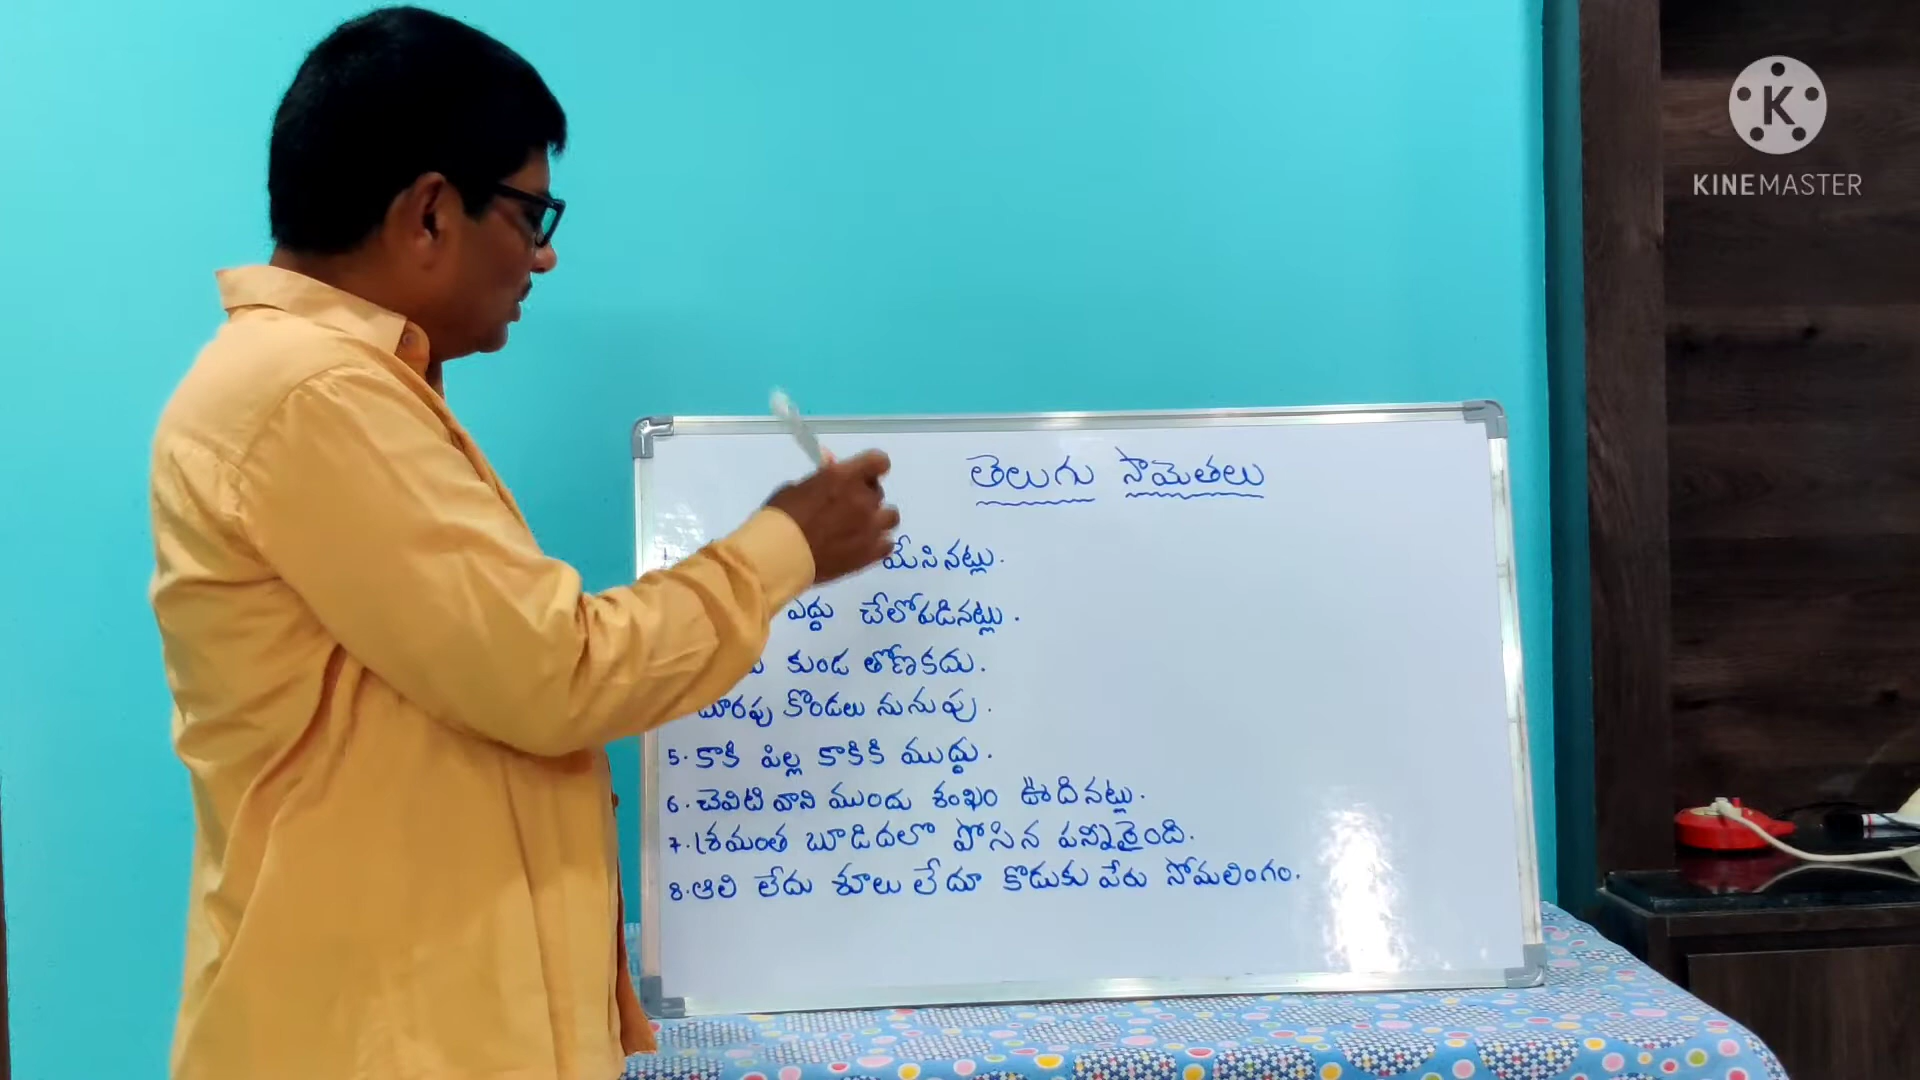 KINEMASTER
తెలుగు సామెతలు
మేసినట్లు.
ఎద్దు చేలోపడినట్లు.
కుండ తొణకదు.
దూరపు కొండలు నునుపు.
5. కాకి పిల్ల కాకికి ముద్దు.
6. చెవిటి వాని ముందు శంఖం ఊదినట్లు.
7. శ్రమంత బూడిదలో పోసిన పన్నీరైంది.
8. ఆలి లేదు శూలు లేదూ కొడుకు పేరు సోమలింగం.